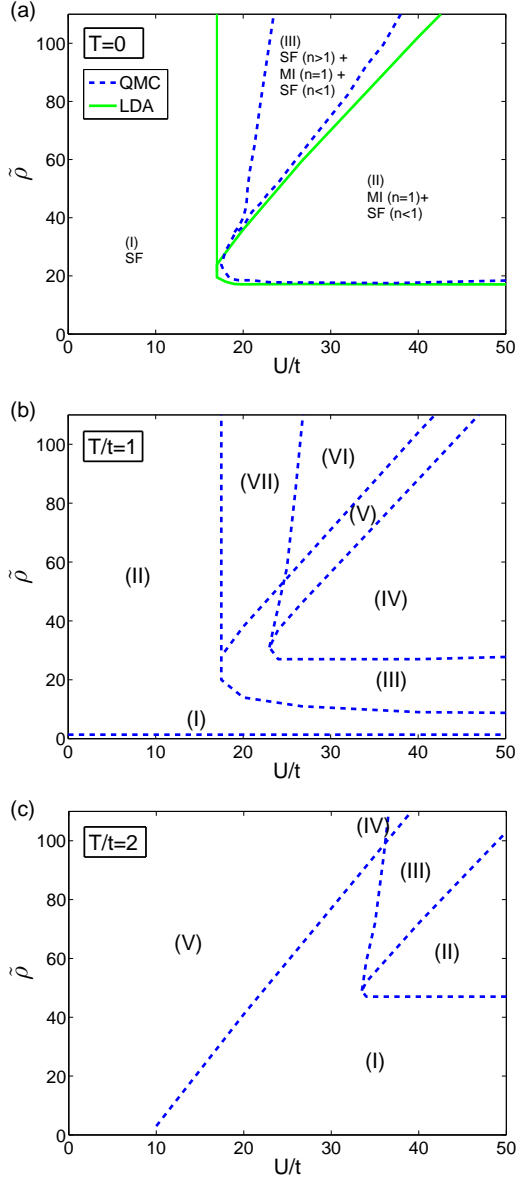 (a)
T=0
QMC
LDA
(III)
SF (n>1) +
MI (n=1) +
SF (n<1)
(II)
MI (n=1)+
SF (n<1)
(I)
SF
100
80
60
40
20
0
ρ̃
0 10 20 30 40 50
U/t
(b)
T/t=1
(VII)
(VI)
(V)
(II)
(IV)
(III)
(I)
100
80
60
40
20
0
ρ̃
0 10 20 30 40 50
U/t
(c)
T/t=2
(IV)
(III)
(V)
(II)
(I)
100
80
60
40
20
0
ρ̃
0 10 20 30 40 50
U/t